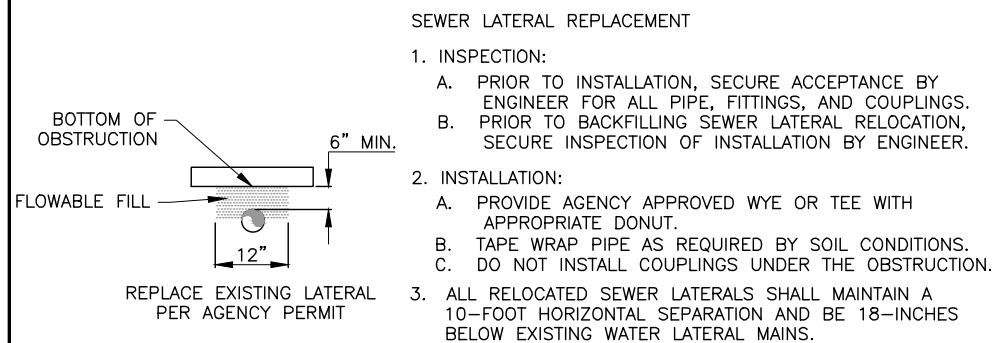 SEWER LATERAL REPLACEMENT
1. INSPECTION:
A. PRIOR TO INSTALLATION, SECURE ACCEPTANCE BY
ENGINEER FOR ALL PIPE, FITTINGS, AND COUPLINGS.
B. PRIOR TO BACKFILLING SEWER LATERAL RELOCATION,
SECURE INSPECTION OF INSTALLATION BY ENGINEER.
2. INSTALLATION:
A. PROVIDE AGENCY APPROVED WYE OR TEE WITH
APPROPRIATE DONUT.
B. TAPE WRAP PIPE AS REQUIRED BY SOIL CONDITIONS.
C. DO NOT INSTALL COUPLINGS UNDER THE OBSTRUCTION.
3. ALL RELOCATED SEWER LATERALS SHALL MAINTAIN A
10-FOOT HORIZONTAL SEPARATION AND BE 18-INCHES
BELOW EXISTING WATER LATERAL MAINS.
BOTTOM OF
OBSTRUCTION
6" MIN.
FLOWABLE FILL
12"
REPLACE EXISTING LATERAL
PER AGENCY PERMIT